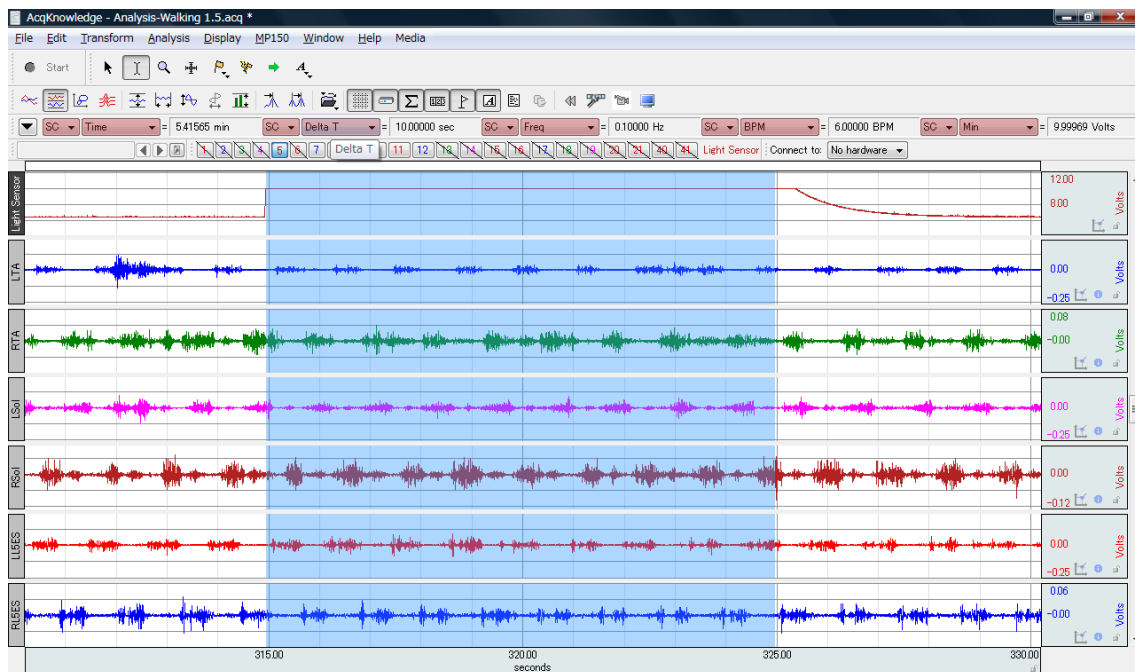 AcqKnowledge - Analysis-Walking 1.5.acq *
File Edit Transform Analysis Display MP150 Window Help Media
Start
SC Time = 5.41565 min SC Delta T = 10.00000 sec SC Freq = 0.10000 Hz SC BPM = 6.00000 BPM SC Min = 9.99969 Volts
1 2 3 4 5 6 7 Delta T 11 12 13 14 15 16 17 18 19 20 21 40 41 Light Sensor Connect to: No hardware
Light Sensor 12.00 8.00 Volts
LTA 0.00 -0.25 Volts
RTA 0.08 -0.00 Volts
LSol 0.00 -0.25 Volts
RSol 0.00 -0.12 Volts
LL5ES 0.00 -0.25 Volts
RL5ES 0.06 -0.00 Volts
315.00 320.00 325.00 330.00
seconds